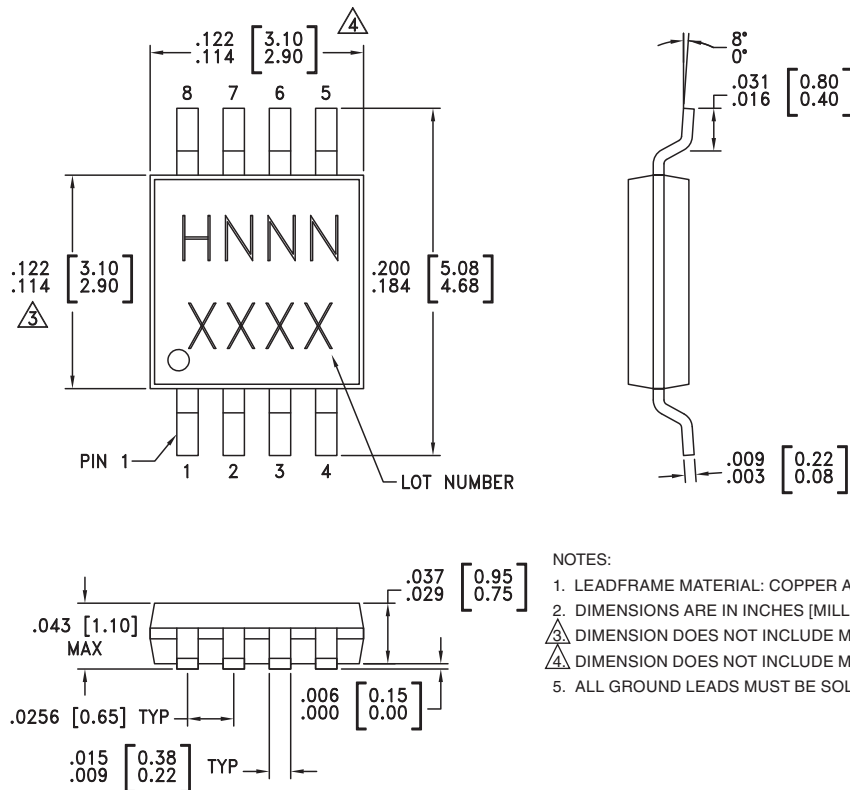 .122 [3.10]
.114 [2.90]
4
8 7 6 5
HNNN
XXXX
.122 [3.10]
.114 [2.90]
3
.200 [5.08]
.184 [4.68]
PIN 1
1 2 3 4
LOT NUMBER
8°
0°
.031 [0.80]
.016 [0.40]
.009 [0.22]
.003 [0.08]
.043 [1.10]
MAX
.037 [0.95]
.029 [0.75]
.0256 [0.65] TYP
.006 [0.15]
.000 [0.00]
.015 [0.38]
.009 [0.22]
TYP
NOTES:
1. LEADFRAME MATERIAL: COPPER A
2. DIMENSIONS ARE IN INCHES [MILL
3. DIMENSION DOES NOT INCLUDE M
4. DIMENSION DOES NOT INCLUDE M
5. ALL GROUND LEADS MUST BE SOL